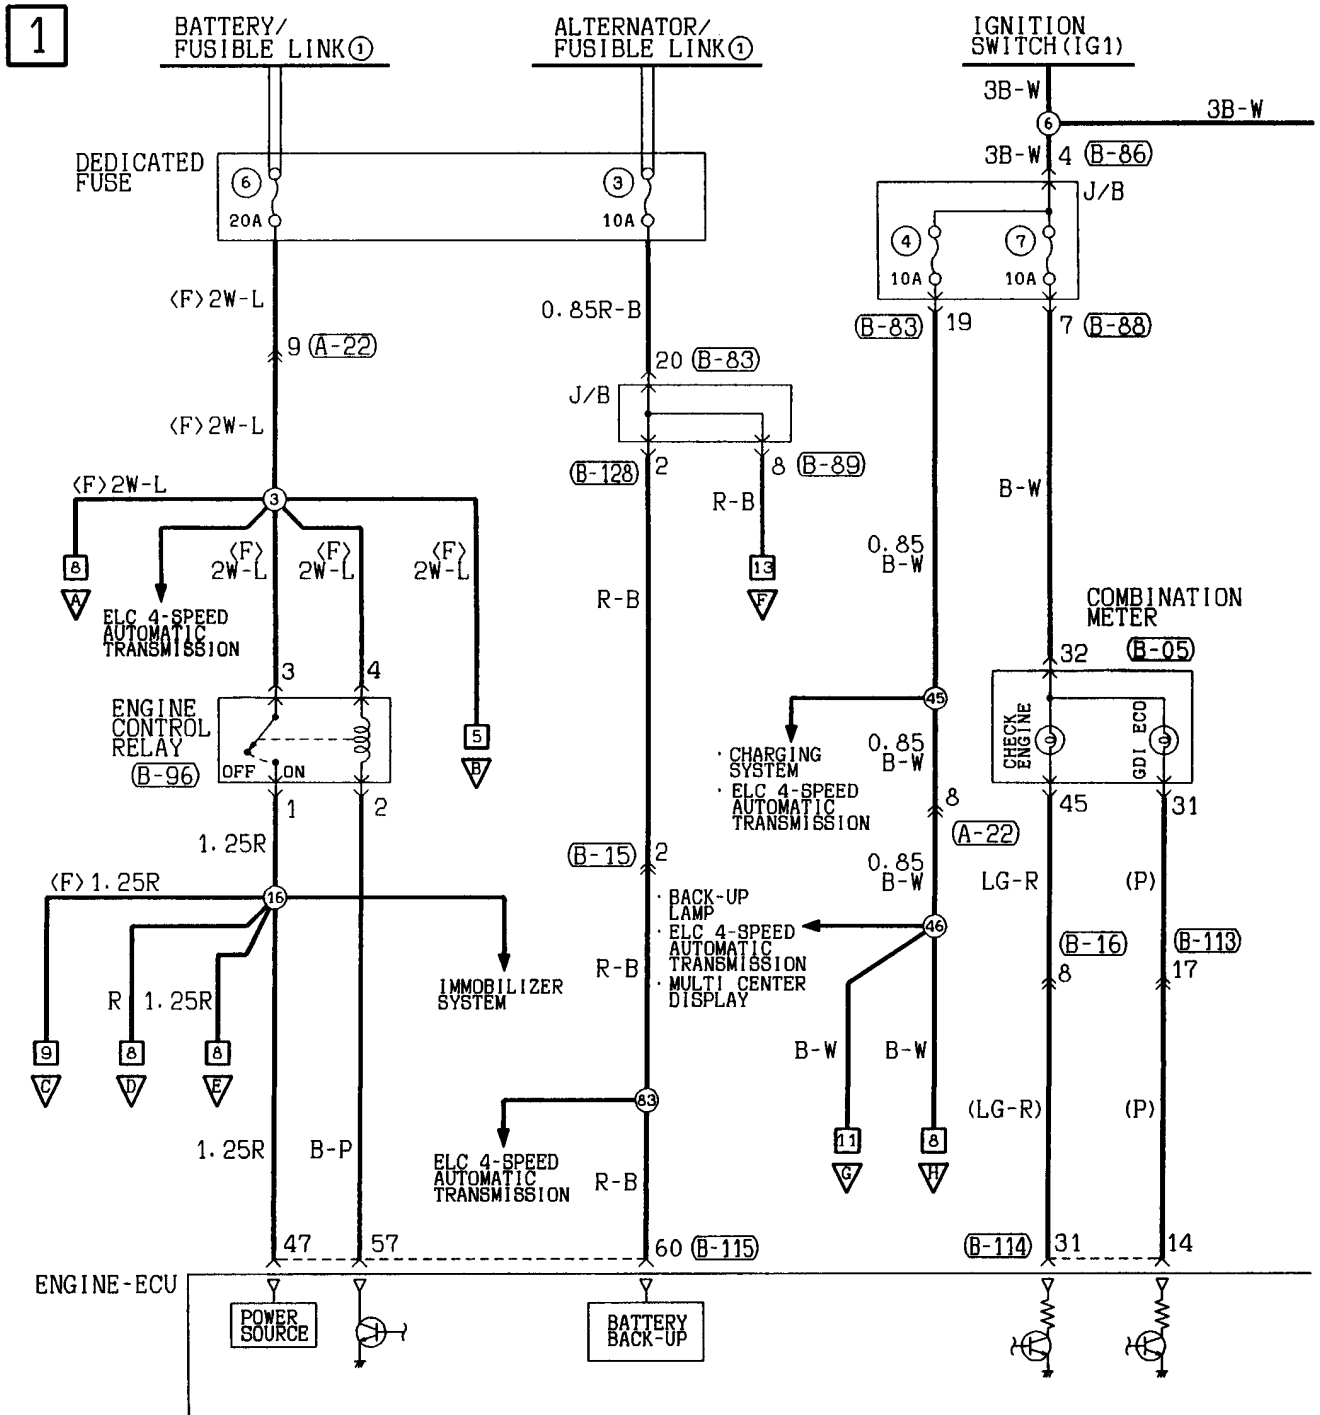 1
BATTERY/
FUSIBLE LINK①
ALTERNATOR/
FUSIBLE LINK①
IGNITION
SWITCH(IG1)
3B-W
6
3B-W
3B-W 4 (B-86)
J/B
DEDICATED
FUSE
6
20A
3
10A
4
10A
7
10A
<F>2W-L
0.85R-B
(B-83) 19
7 (B-88)
9 (A-22)
20 (B-83)
J/B
<F>2W-L
(B-128) 2
8 (B-89)
<F>2W-L
3
R-B
B-W
<F>
2W-L
<F>
2W-L
<F>
2W-L
0.85
B-W
8
A
13
F
R-B
ELC 4-SPEED
AUTOMATIC
TRANSMISSION
COMBINATION
METER
(B-05)
32
3
4
45
ENGINE
CONTROL
RELAY
(B-96)
OFF
ON
5
B
· CHARGING
SYSTEM
· ELC 4-SPEED
AUTOMATIC
TRANSMISSION
0.85
B-W
CHECK
ENGINE
GDI ECO
1
2
8
(A-22)
45
31
1.25R
(B-15) 2
0.85
B-W
<F>1.25R
16
LG-R
(P)
· BACK-UP
LAMP
· ELC 4-SPEED
AUTOMATIC
TRANSMISSION
· MULTI CENTER
DISPLAY
46
(B-16)
8
(B-113)
17
R-B
IMMOBILIZER
SYSTEM
R
1.25R
9
C
8
D
8
E
B-W
B-W
83
11
G
8
H
(LG-R)
(P)
1.25R
B-P
ELC 4-SPEED
AUTOMATIC
TRANSMISSION
R-B
47
57
60 (B-115)
(B-114) 31
14
ENGINE-ECU
POWER
SOURCE
BATTERY
BACK-UP